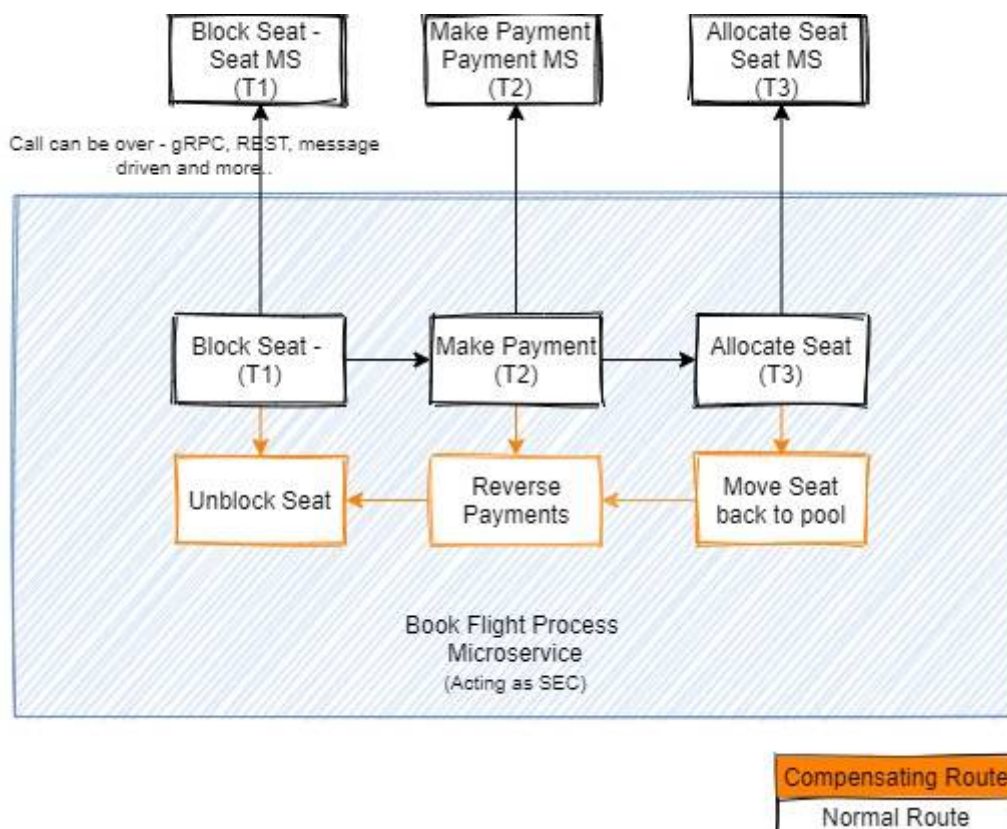 Block Seat -
Seat MS
(T1)
Make Payment
Payment MS
(T2)
Allocate Seat
Seat MS
(T3)
Call can be over - gRPC, REST, message
driven and more..
Block Seat -
(T1)
Make Payment
(T2)
Allocate Seat
(T3)
Unblock Seat
Reverse
Payments
Move Seat
back to pool
Book Flight Process
Microservice
(Acting as SEC)
Compensating Route
Normal Route